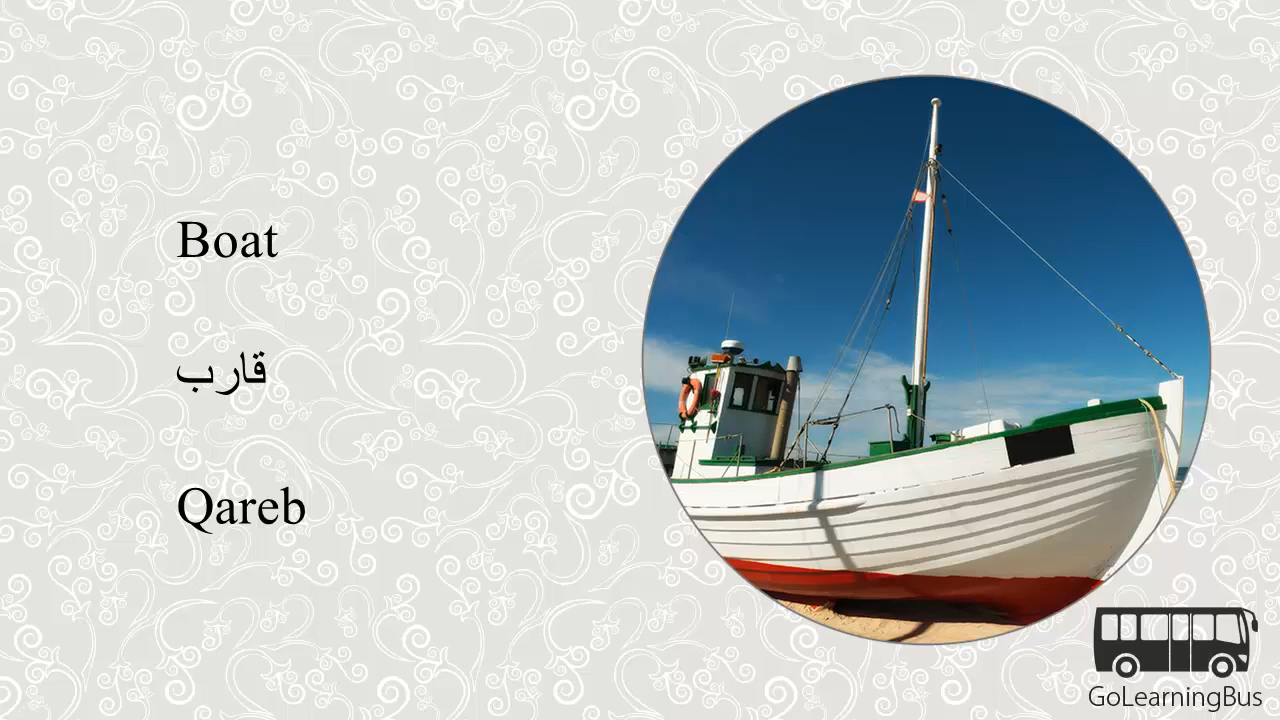 Boat
قارب
Qareb
GoLearningBus